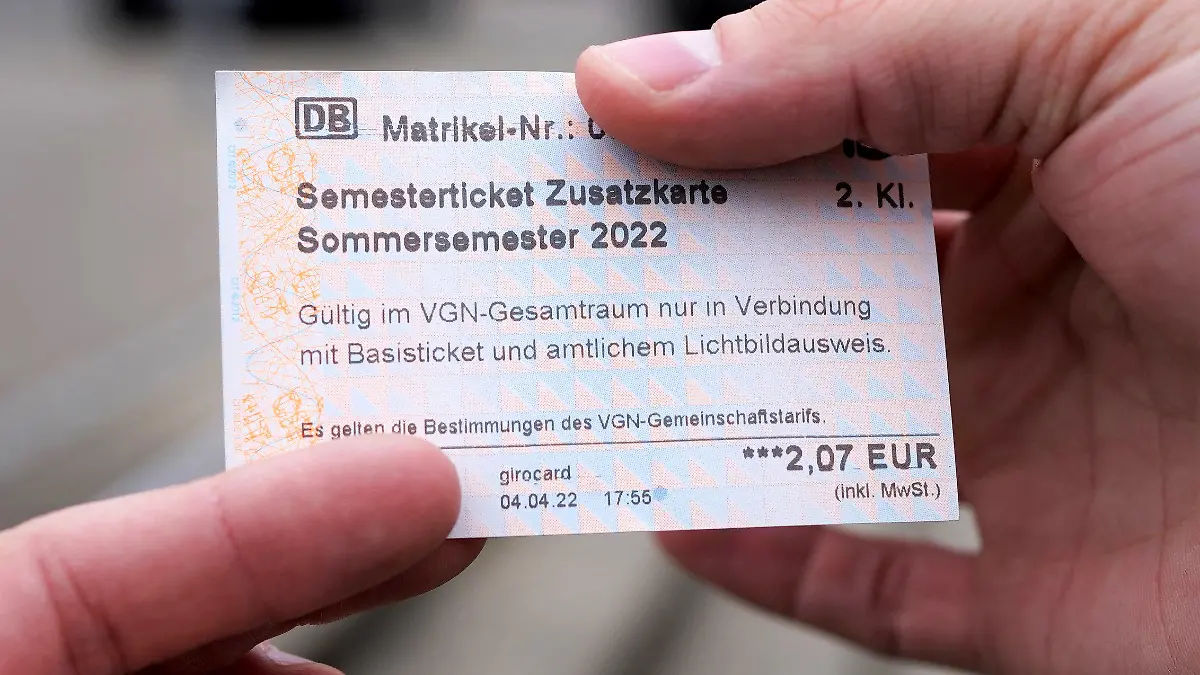 DB
Matrikel-Nr.:
Semesterticket Zusatzkarte
2. Kl.
Sommersemester 2022
Gültig im VGN-Gesamtraum nur in Verbindung
mit Basisticket und amtlichem Lichtbildausweis.
Es gelten die Bestimmungen des VGN-Gemeinschaftstarifs.
***2,07 EUR
girocard
(inkl. MwSt.)
04.04.22 17:55